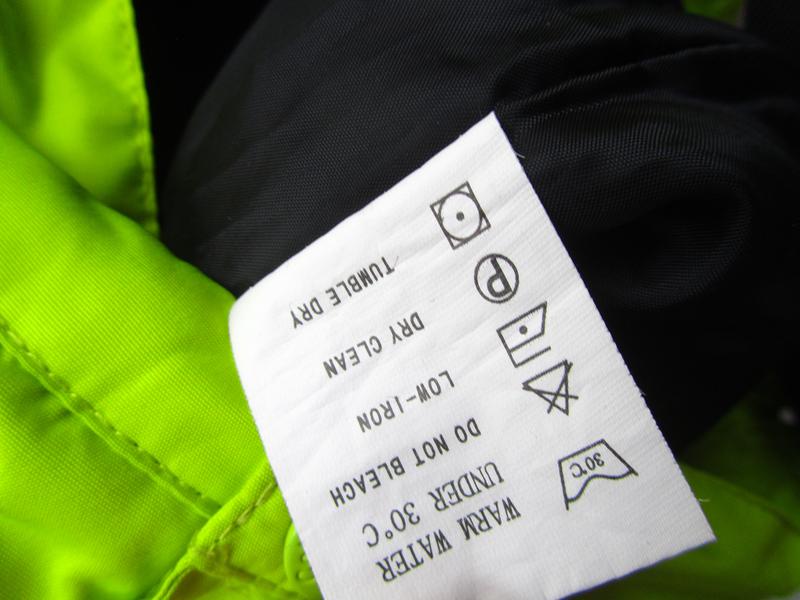 30°C WARM WATER
UNDER 30°C
DO NOT BLEACH
LOW-IRON
P DRY CLEAN
TUMBLE DRY